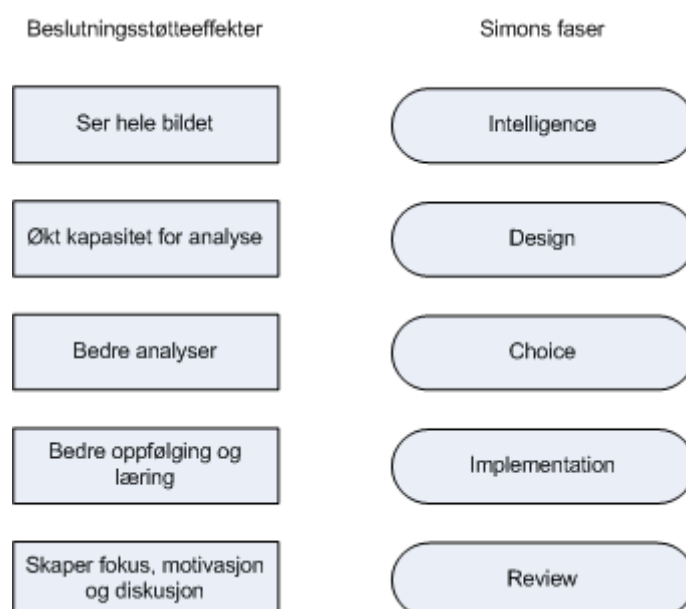 Beslutningsstøtteeffekter
Simons faser
Ser hele bildet
Intelligence
Økt kapasitet for analyse
Design
Bedre analyser
Choice
Bedre oppfølging og
læring
Implementation
Skaper fokus, motivasjon
og diskusjon
Review